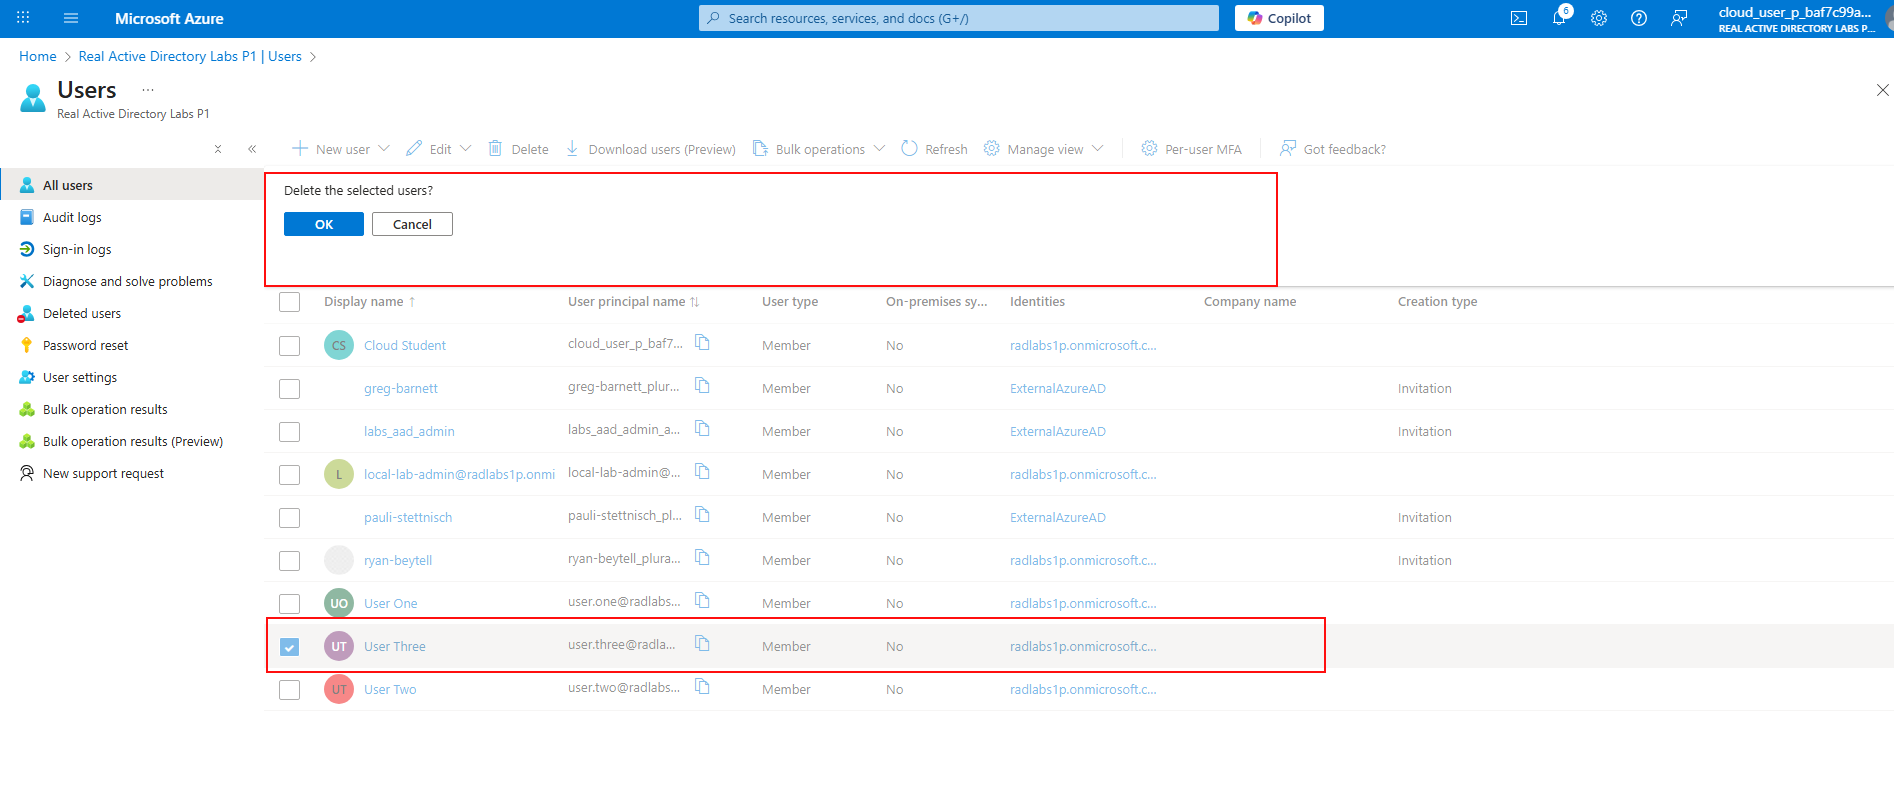 Microsoft Azure
Search resources, services, and docs (G+/)
Copilot
6
cloud_user_p_baf7c99a...
REAL ACTIVE DIRECTORY LABS P...
Home > Real Active Directory Labs P1 | Users >
Users ...
Real Active Directory Labs P1
New user
Edit
Delete
Download users (Preview)
Bulk operations
Refresh
Manage view
Per-user MFA
Got feedback?
All users
Audit logs
Sign-in logs
Diagnose and solve problems
Deleted users
Password reset
User settings
Bulk operation results
Bulk operation results (Preview)
New support request
Delete the selected users?
OK Cancel
Display name ↑ User principal name ↑↓ User type On-premises sy... Identities Company name Creation type
CS Cloud Student cloud_user_p_baf7... Member No radlabs1p.onmicrosoft.c...
greg-barnett greg-barnett_plur... Member No ExternalAzureAD Invitation
labs_aad_admin labs_aad_admin_a... Member No ExternalAzureAD Invitation
L local-lab-admin@radlabs1p.onmi local-lab-admin@... Member No radlabs1p.onmicrosoft.c...
pauli-stettnisch pauli-stettnisch_pl... Member No ExternalAzureAD Invitation
ryan-beytell ryan-beytell_plura... Member No radlabs1p.onmicrosoft.c... Invitation
UO User One user.one@radlabs... Member No radlabs1p.onmicrosoft.c...
UT User Three user.three@radla... Member No radlabs1p.onmicrosoft.c...
UT User Two user.two@radlabs... Member No radlabs1p.onmicrosoft.c...